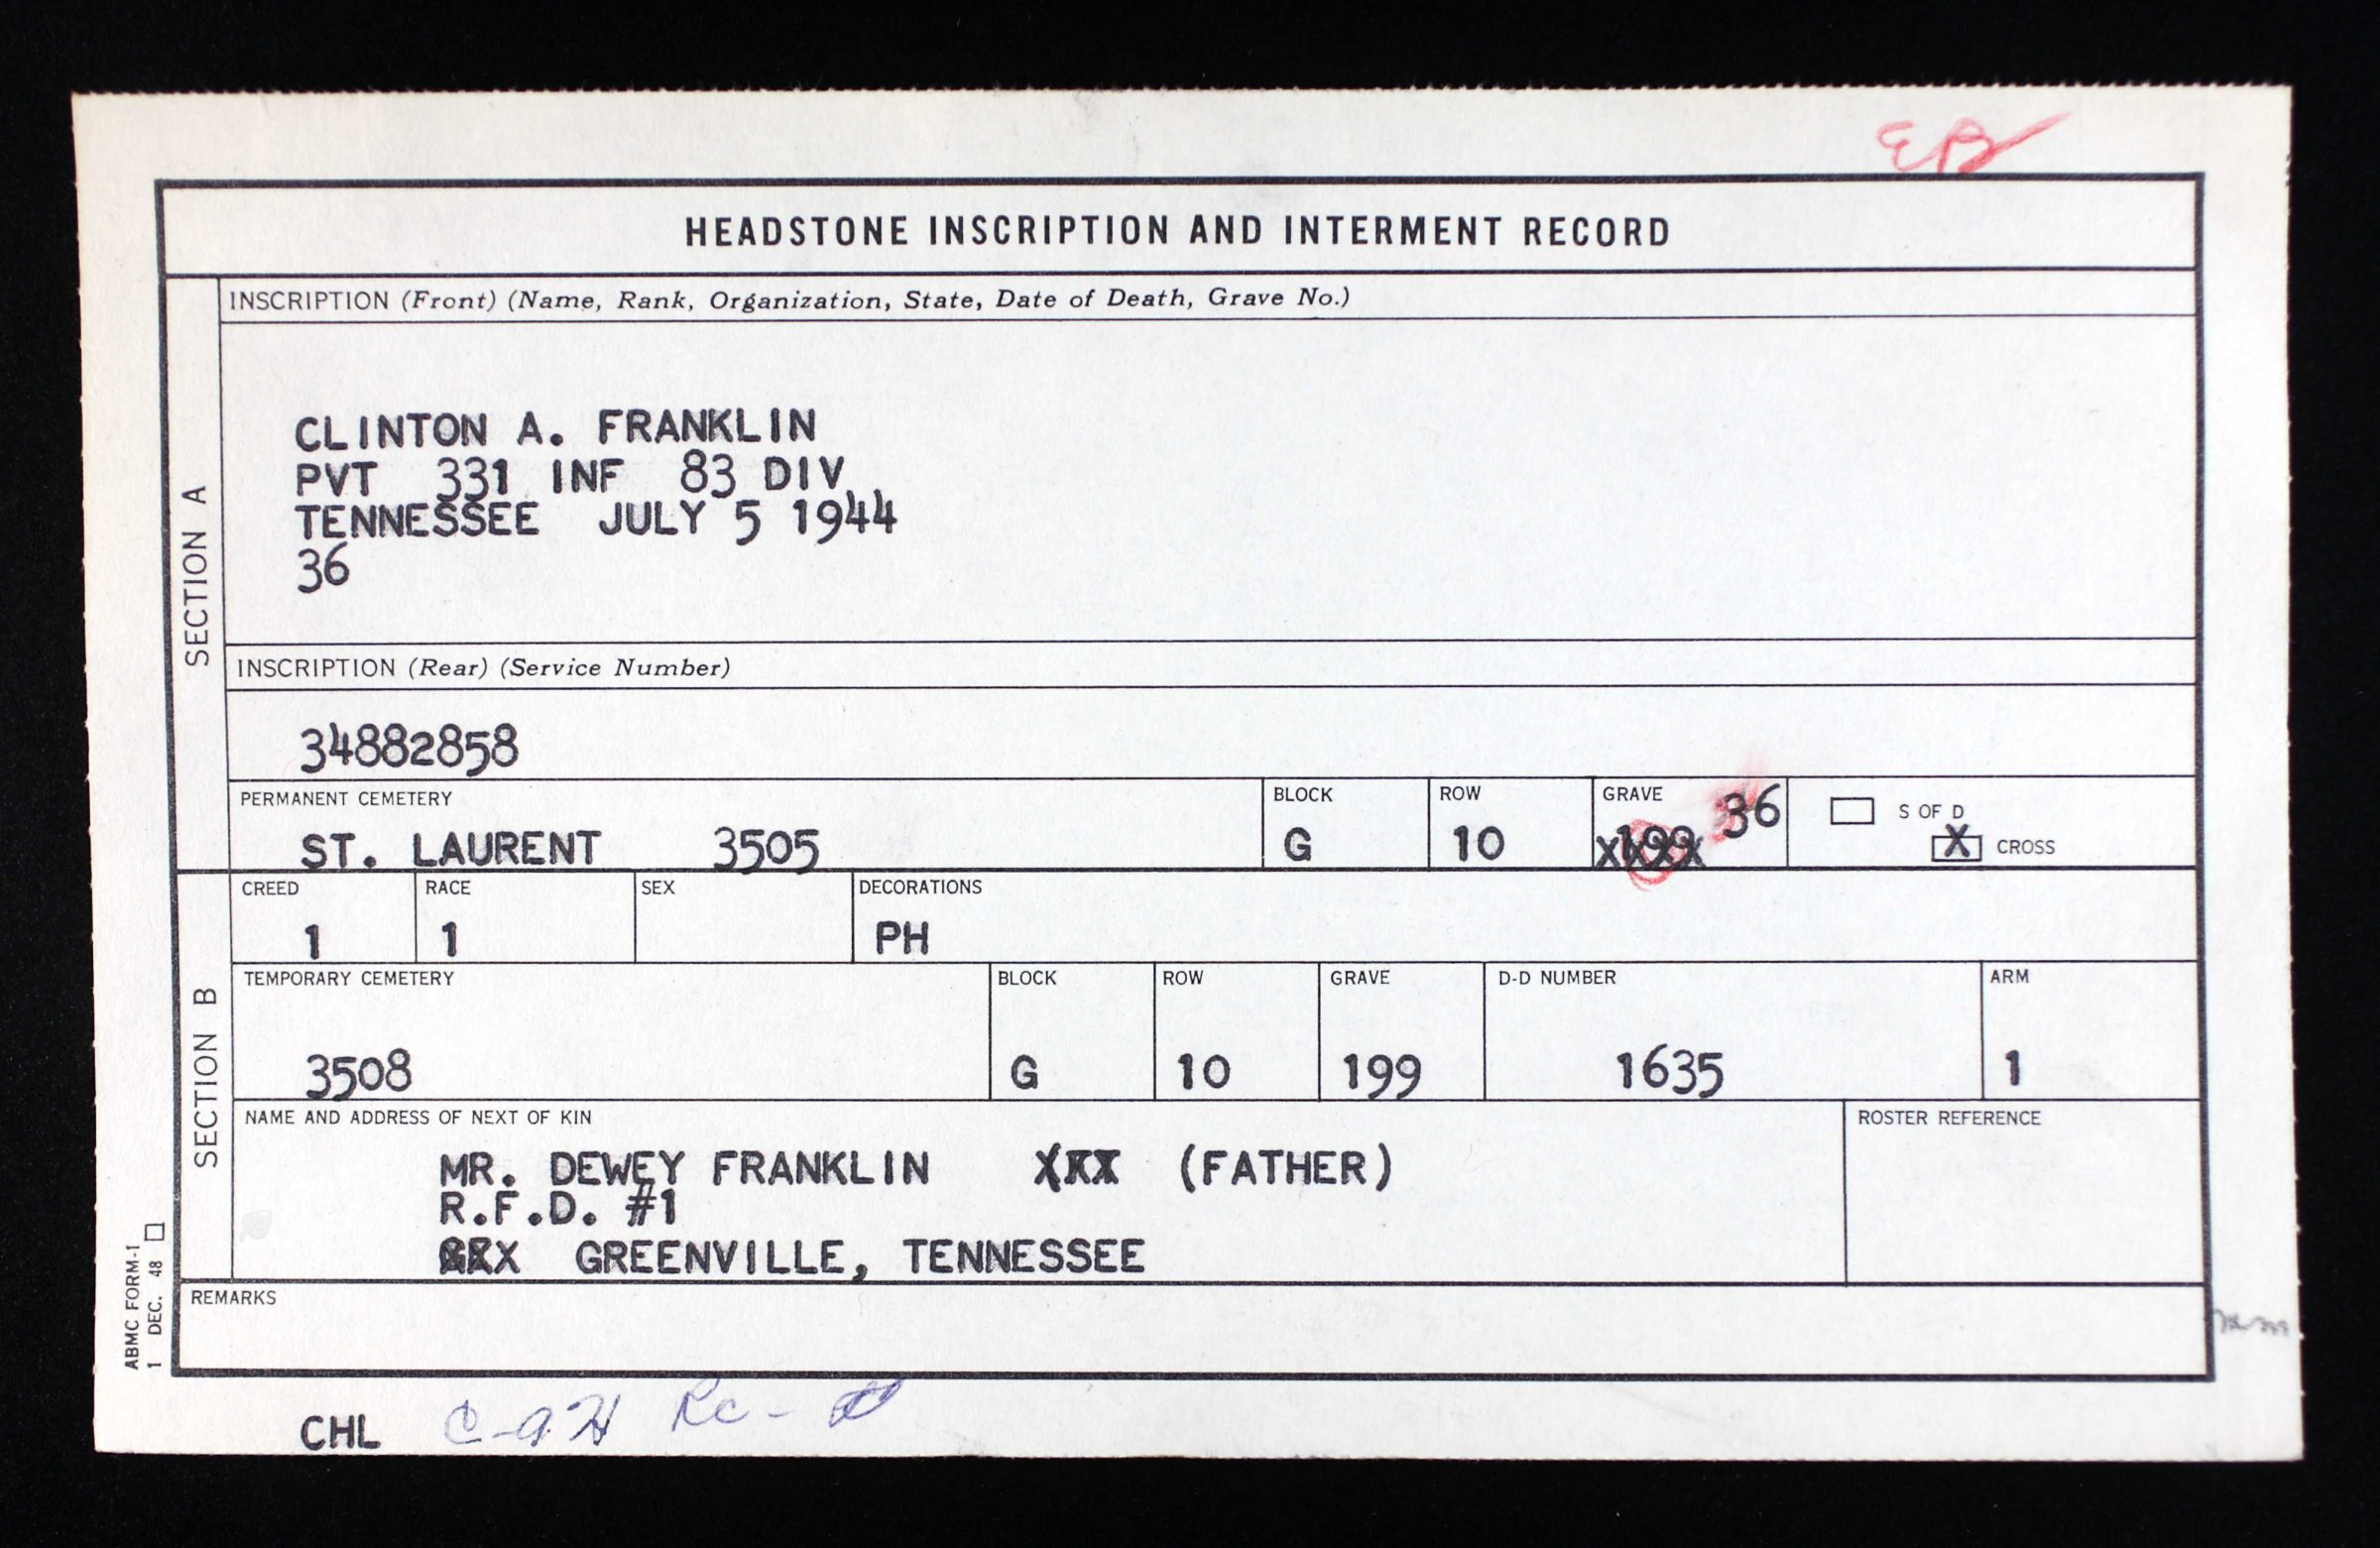 EB
HEADSTONE INSCRIPTION AND INTERMENT RECORD
SECTION A
INSCRIPTION (Front) (Name, Rank, Organization, State, Date of Death, Grave No.)
CLINTON A. FRANKLIN
PVT 331 INF 83 DIV
TENNESSEE JULY 5 1944
36
INSCRIPTION (Rear) (Service Number)
34882858
PERMANENT CEMETERY BLOCK ROW GRAVE
ST. LAURENT 3505 G 10 199 36
S OF D
X CROSS
SECTION B
CREED RACE SEX DECORATIONS
1 1 PH
TEMPORARY CEMETERY BLOCK ROW GRAVE D-D NUMBER ARM
3508 G 10 199 1635 1
NAME AND ADDRESS OF NEXT OF KIN ROSTER REFERENCE
MR. DEWEY FRANKLIN XXX (FATHER)
R.F.D. #1
GREENVILLE, TENNESSEE
REMARKS
ABMC FORM-1
1 DEC. 48
CHL